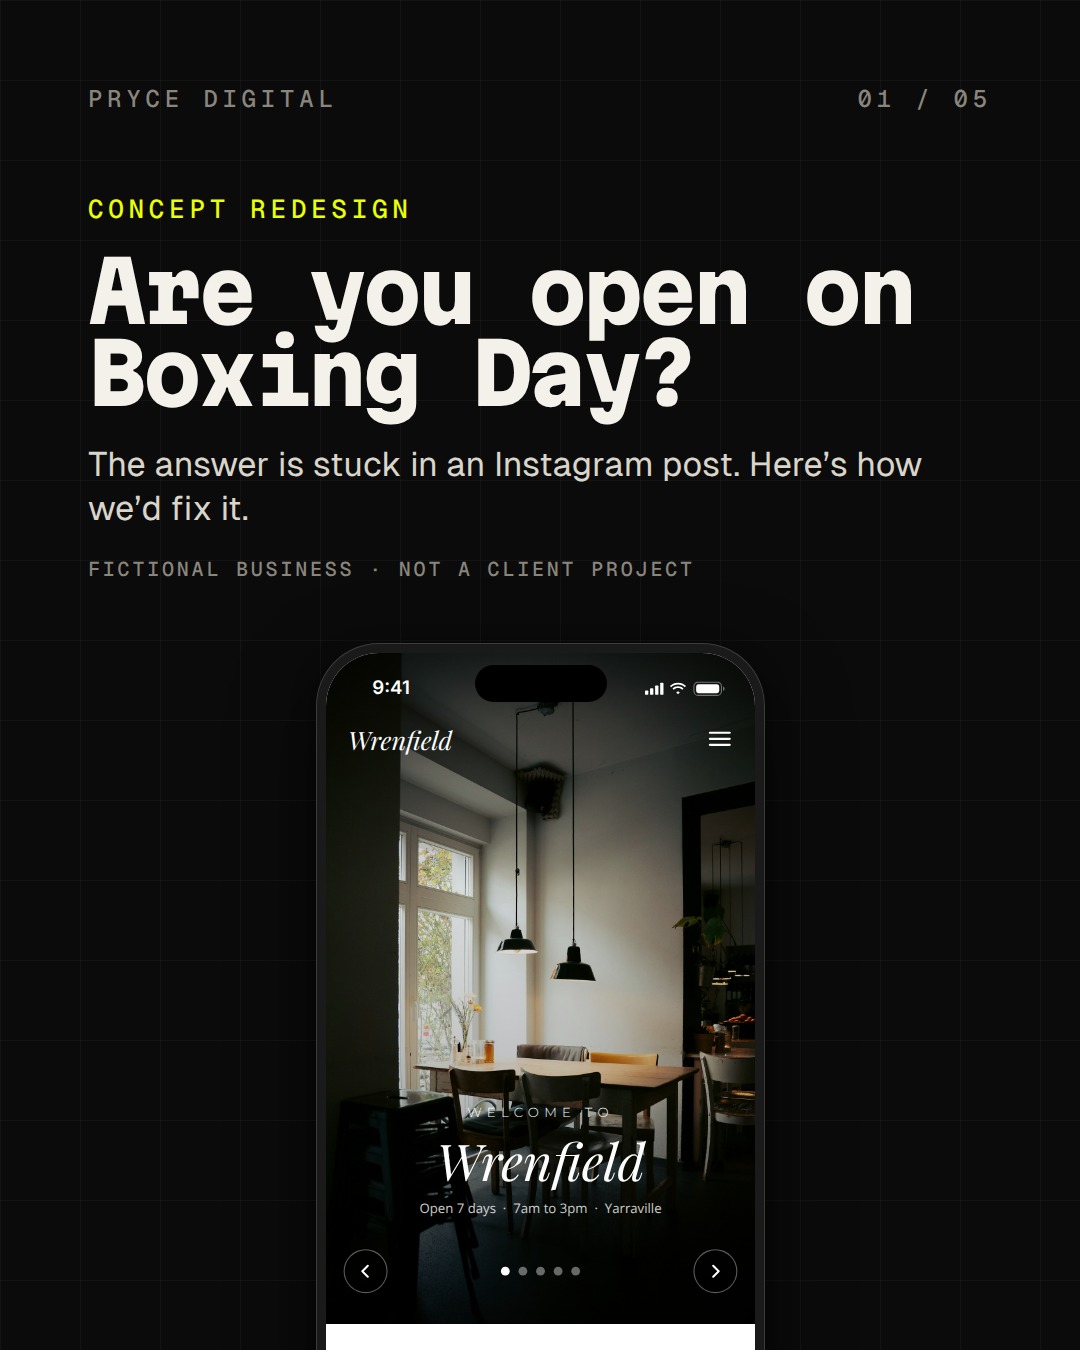 PRYCE DIGITAL
01 / 05
CONCEPT REDESIGN
Are you open on
Boxing Day?
The answer is stuck in an Instagram post. Here’s how
we’d fix it.
FICTIONAL BUSINESS · NOT A CLIENT PROJECT
9:41
Wrenfield
WELCOME TO
Wrenfield
Open 7 days · 7am to 3pm · Yarraville